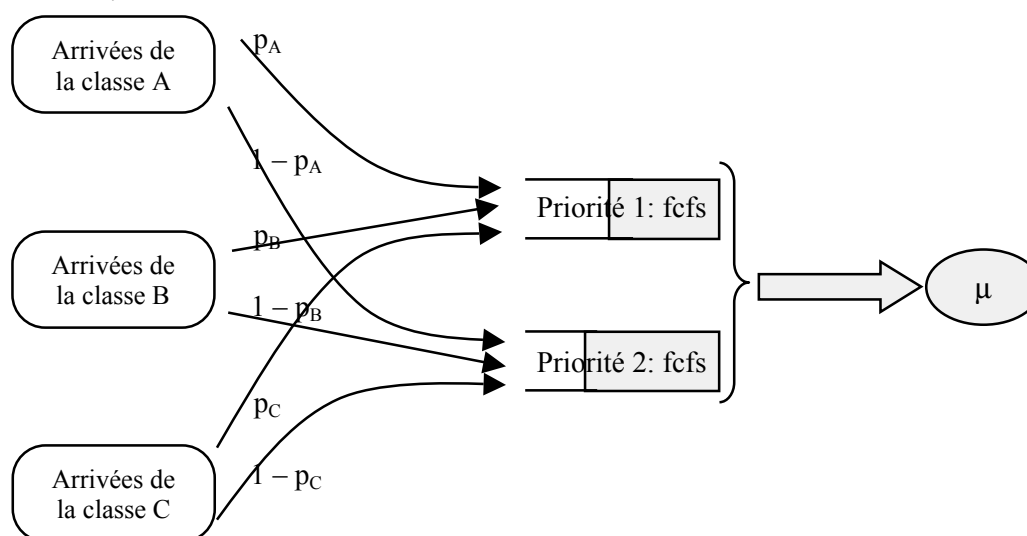 Arrivées de
la classe A
p_A
1 – p_A
Priorité 1: fcfs
Arrivées de
la classe B
p_B
1 – p_B
μ
Priorité 2: fcfs
p_C
Arrivées de
la classe C
1 – p_C